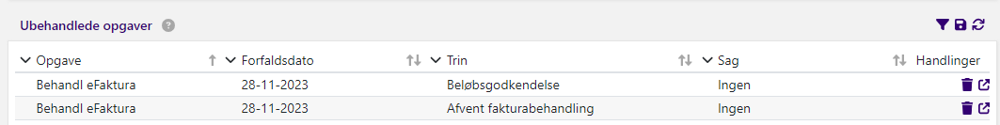 Ubehandlede opgaver ?
Opgave Forfaldsdato Trin Sag Handlinger
Behandl eFaktura 28-11-2023 Beløbsgodkendelse Ingen
Behandl eFaktura 28-11-2023 Afvent fakturabehandling Ingen